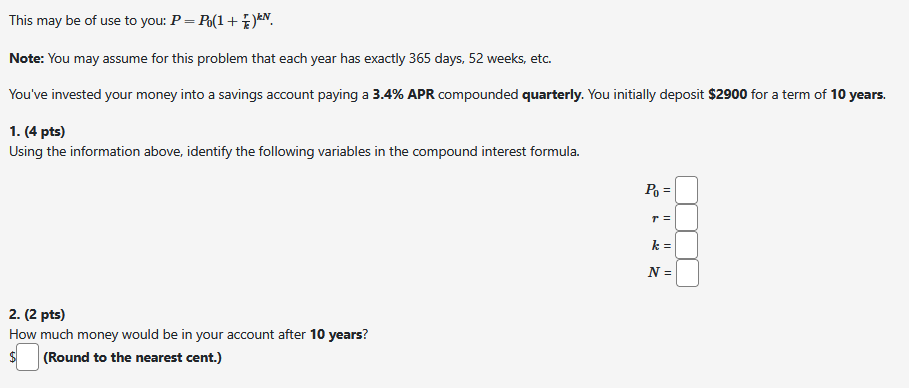 This may be of use to you: P = P₀(1 + r/k)^kN.
Note: You may assume for this problem that each year has exactly 365 days, 52 weeks, etc.
You've invested your money into a savings account paying a 3.4% APR compounded quarterly. You initially deposit $2900 for a term of 10 years.
1. (4 pts)
Using the information above, identify the following variables in the compound interest formula.
P₀ =
r =
k =
N =
2. (2 pts)
How much money would be in your account after 10 years?
$ (Round to the nearest cent.)